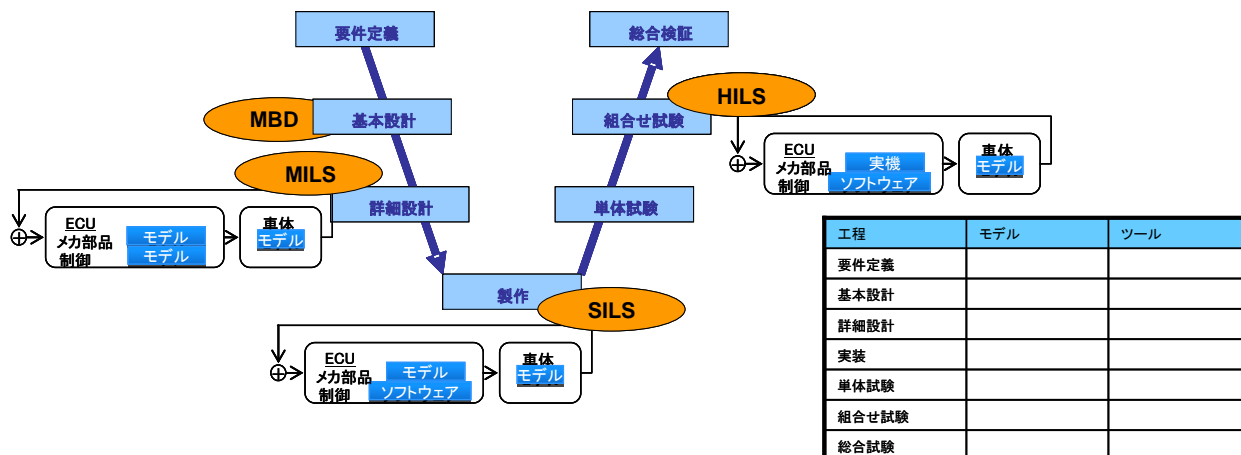 要件定義
総合検証
MBD
基本設計
組合せ試験
HILS
MILS
詳細設計
単体試験
ECU
メカ部品
制御
実機
ソフトウェア
車体
モデル
ECU
メカ部品
制御
モデル
モデル
車体
モデル
製作
SILS
ECU
メカ部品
制御
モデル
ソフトウェア
車体
モデル
工程 モデル ツール
要件定義
基本設計
詳細設計
実装
単体試験
組合せ試験
総合試験